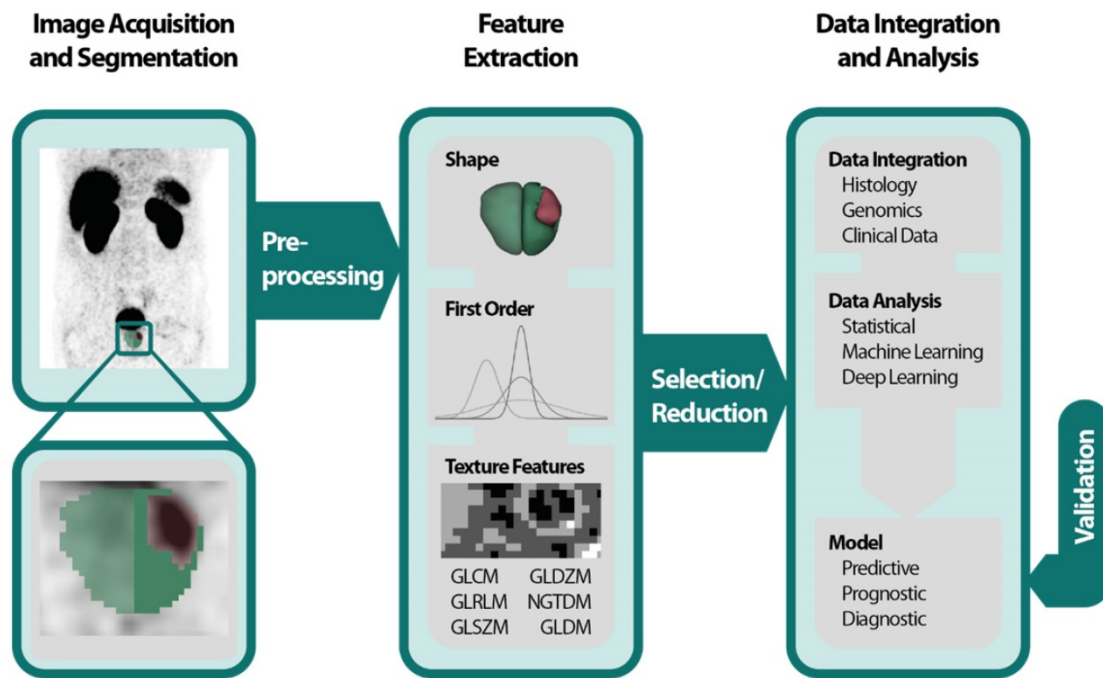 Image Acquisition
and Segmentation
Pre-
processing
Feature
Extraction
Shape
First Order
Texture Features
GLCM GLDZM
GLRLM NGTDM
GLSZM GLDM
Selection/
Reduction
Data Integration
and Analysis
Data Integration
Histology
Genomics
Clinical Data
Data Analysis
Statistical
Machine Learning
Deep Learning
Model
Predictive
Prognostic
Diagnostic
Validation